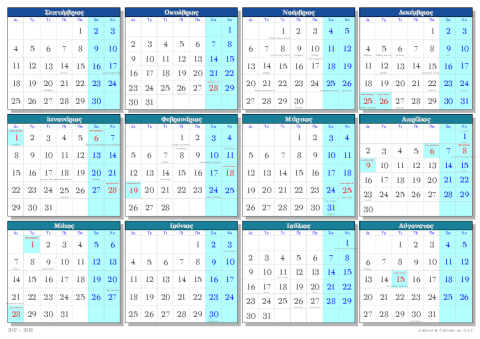 Σεπτέμβριος
Δε Τρ Τε Πε Πα Σα Κυ
1 2 3
4 5 6 7 8 9 10
11 12 13 14 15 16 17
18 19 20 21 22 23 24
25 26 27 28 29 30
Οκτώβριος
Δε Τρ Τε Πε Πα Σα Κυ
1
2 3 4 5 6 7 8
9 10 11 12 13 14 15
16 17 18 19 20 21 22
23 24 25 26 27 28 29
30 31
Νοέμβριος
Δε Τρ Τε Πε Πα Σα Κυ
1 2 3 4 5
6 7 8 9 10 11 12
13 14 15 16 17 18 19
20 21 22 23 24 25 26
27 28 29 30
Δεκέμβριος
Δε Τρ Τε Πε Πα Σα Κυ
1 2 3
4 5 6 7 8 9 10
11 12 13 14 15 16 17
18 19 20 21 22 23 24
25 26 27 28 29 30 31
Ιανουάριος
Δε Τρ Τε Πε Πα Σα Κυ
1 2 3 4 5 6 7
8 9 10 11 12 13 14
15 16 17 18 19 20 21
22 23 24 25 26 27 28
29 30 31
Φεβρουάριος
Δε Τρ Τε Πε Πα Σα Κυ
1 2 3 4
5 6 7 8 9 10 11
12 13 14 15 16 17 18
19 20 21 22 23 24 25
26 27 28
Μάρτιος
Δε Τρ Τε Πε Πα Σα Κυ
1 2 3 4
5 6 7 8 9 10 11
12 13 14 15 16 17 18
19 20 21 22 23 24 25
26 27 28 29 30 31
Απρίλιος
Δε Τρ Τε Πε Πα Σα Κυ
1
2 3 4 5 6 7 8
9 10 11 12 13 14 15
16 17 18 19 20 21 22
23 24 25 26 27 28 29
30
Μάιος
Δε Τρ Τε Πε Πα Σα Κυ
1 2 3 4 5 6
7 8 9 10 11 12 13
14 15 16 17 18 19 20
21 22 23 24 25 26 27
28 29 30 31
Ιούνιος
Δε Τρ Τε Πε Πα Σα Κυ
1 2 3
4 5 6 7 8 9 10
11 12 13 14 15 16 17
18 19 20 21 22 23 24
25 26 27 28 29 30
Ιούλιος
Δε Τρ Τε Πε Πα Σα Κυ
1
2 3 4 5 6 7 8
9 10 11 12 13 14 15
16 17 18 19 20 21 22
23 24 25 26 27 28 29
30 31
Αύγουστος
Δε Τρ Τε Πε Πα Σα Κυ
1 2 3 4 5
6 7 8 9 10 11 12
13 14 15 16 17 18 19
20 21 22 23 24 25 26
27 28 29 30 31
2017 - 2018